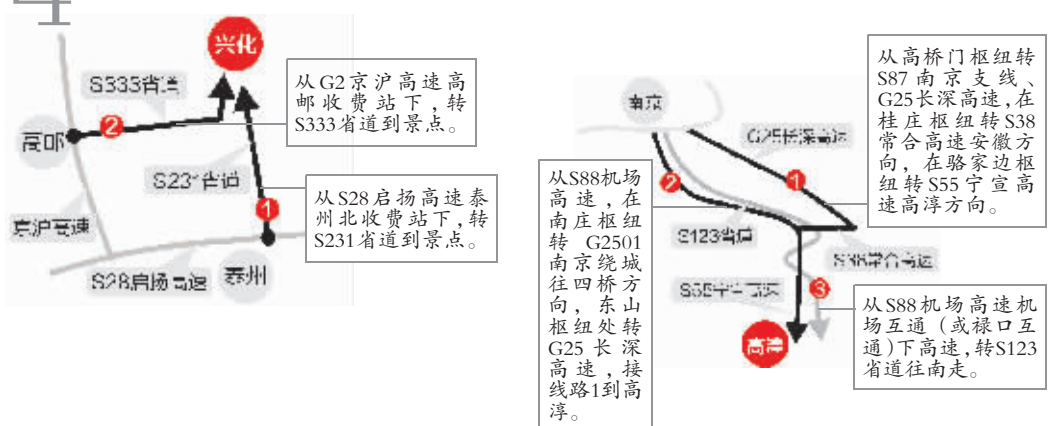 兴化
S333省道
从G2京沪高速高
邮收费站下，转
S333省道到景点。
高邮
2
S231省道
1
从S28启扬高速泰
州北收费站下，转
S231省道到景点。
京沪高速
S28启扬高速
泰州
南京
G25长深高速
从高桥门枢纽转
S87南京支线、
G25长深高速，在
桂庄枢纽转S38
常合高速安徽方
向，在骆家边枢
纽转S55宁宣高
速高淳方向。
1
2
从S88机场
高速，在
南庄枢纽
转 G2501
南京绕城
往四桥方
向，东山
枢纽处转
G25长深
高速，接
线路1到高
淳。
S123省道
S38常合高速
S55宁宣高速
3
高淳
从S88机场高速机
场互通（或禄口互
通）下高速，转S123
省道往南走。